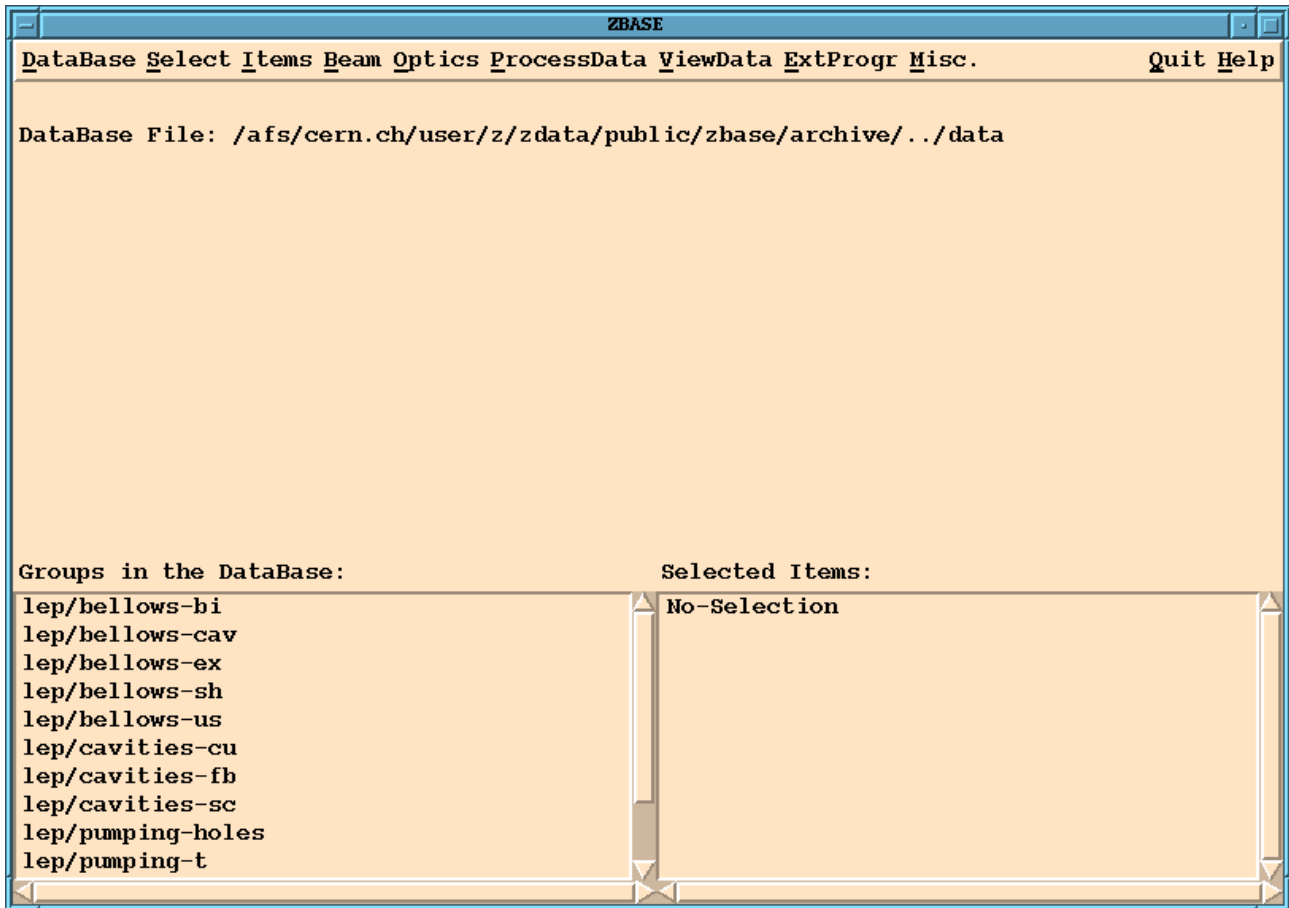 ZBASE
DataBase Select Items Beam Optics ProcessData ViewData ExtProgr Misc. Quit Help
DataBase File: /afs/cern.ch/user/z/zdata/public/zbase/archive/../data
Groups in the DataBase: Selected Items:
lep/bellows-bi No-Selection
lep/bellows-cav
lep/bellows-ex
lep/bellows-sh
lep/bellows-us
lep/cavities-cu
lep/cavities-fb
lep/cavities-sc
lep/pumping-holes
lep/pumping-t